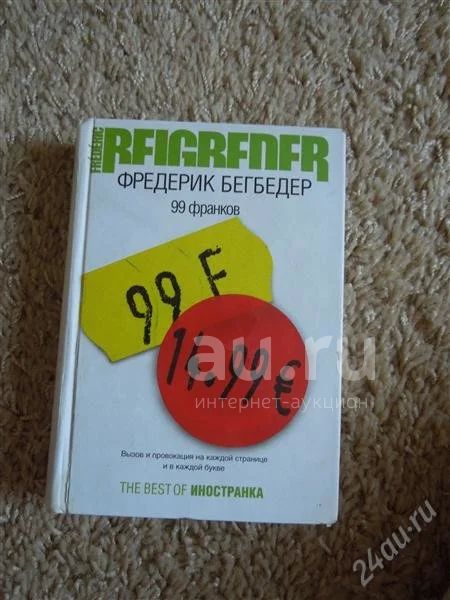 FRÉDÉRIC
BEIGBEDER
ФРЕДЕРИК БЕГБЕДЕР
99 франков
99 F
14.99 €
au.ru
интернет-аукцион
Вызов и провокация на каждой странице
и в каждой букве
THE BEST OF ИНОСТРАНКА
24au.ru